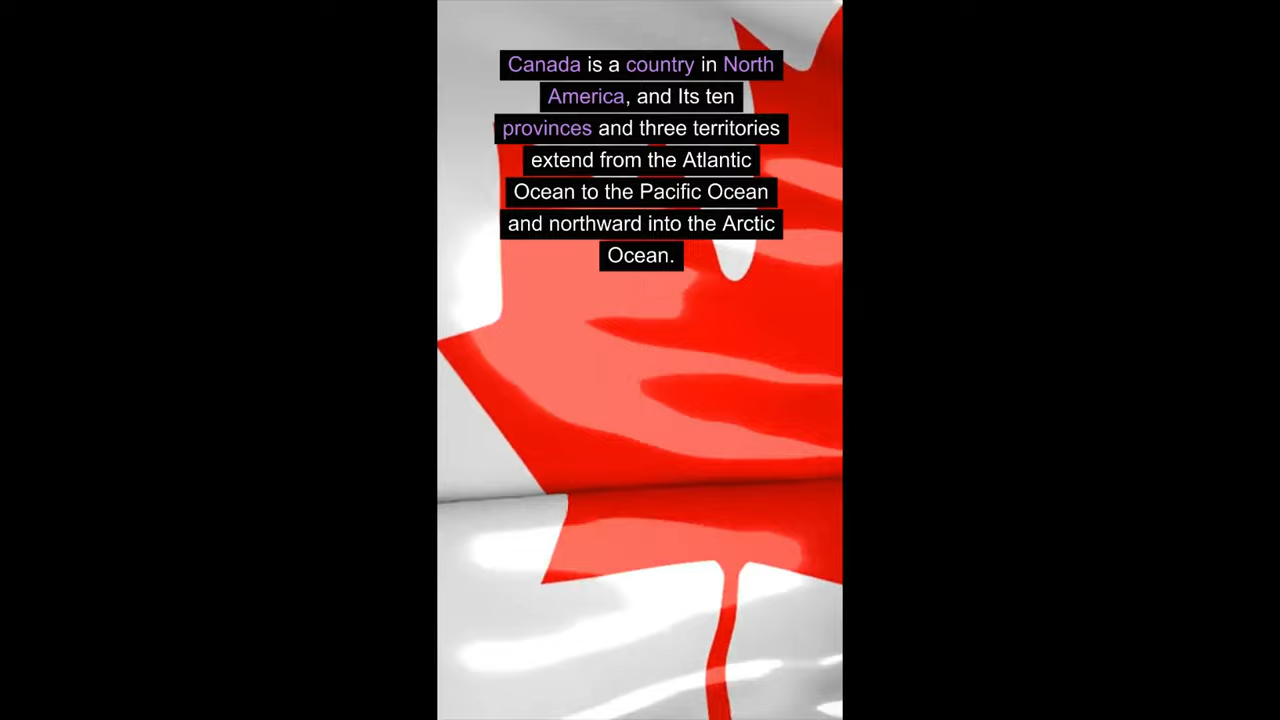 Canada is a country in North
America, and Its ten
provinces and three territories
extend from the Atlantic
Ocean to the Pacific Ocean
and northward into the Arctic
Ocean.